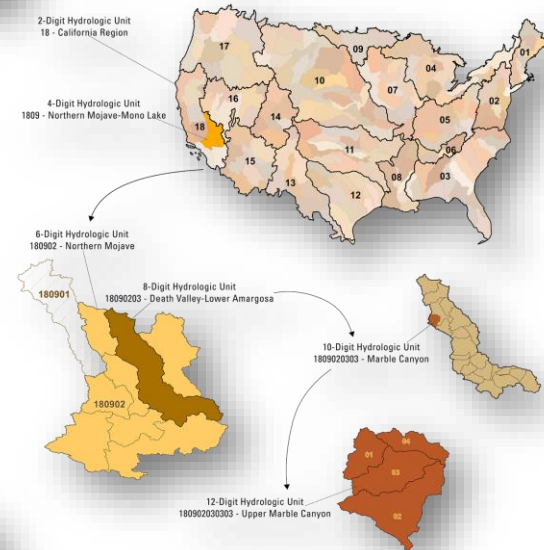 2-Digit Hydrologic Unit
18 - California Region
4-Digit Hydrologic Unit
1809 - Northern Mojave-Mono Lake
17
09
01
04
10
02
16
07
14
05
18
11
06
15
03
08
13
12
6-Digit Hydrologic Unit
180902 - Northern Mojave
8-Digit Hydrologic Unit
18090203 - Death Valley-Lower Amargosa
180901
180902
10-Digit Hydrologic Unit
1809020303 - Marble Canyon
04
01
03
02
12-Digit Hydrologic Unit
180902030303 - Upper Marble Canyon